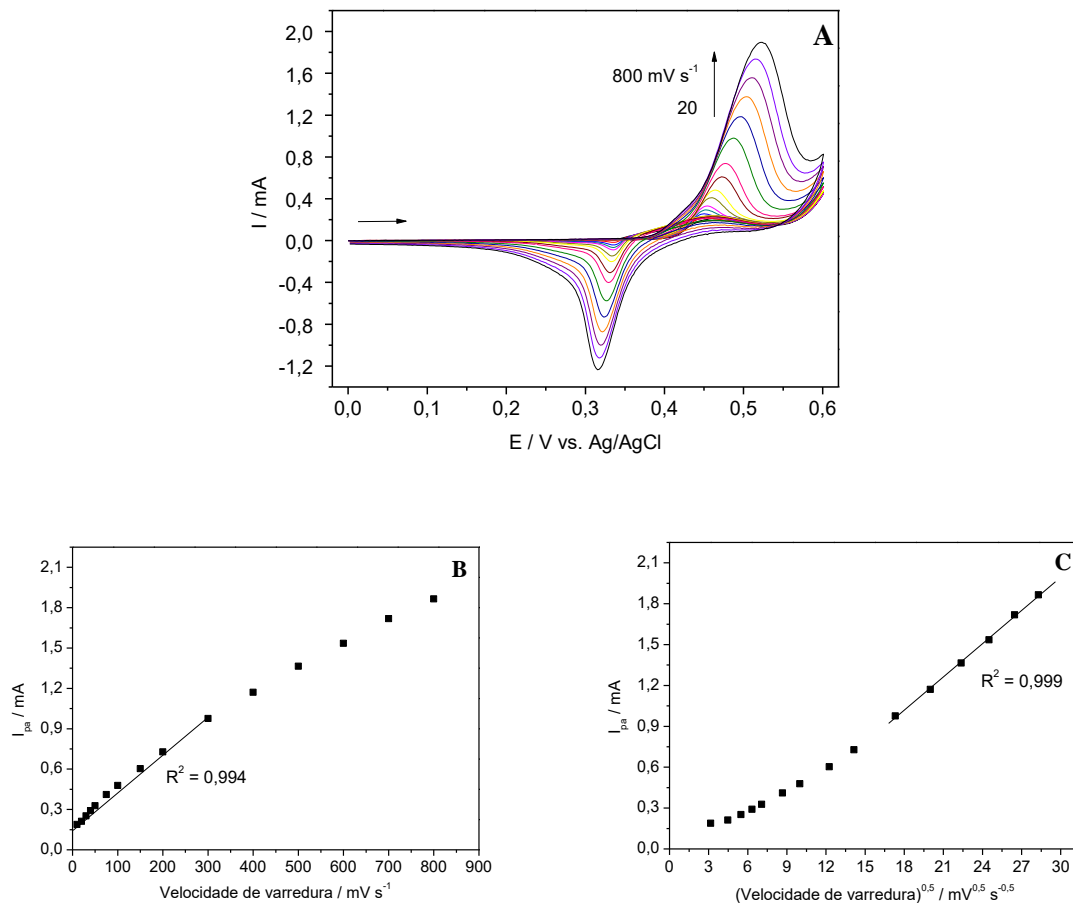 A
2,0
1,6
1,2
0,8
0,4
0,0
-0,4
-0,8
-1,2
I / mA
800 mV s⁻¹
20
0,0 0,1 0,2 0,3 0,4 0,5 0,6
E / V vs. Ag/AgCl
B
2,1
1,8
1,5
1,2
0,9
0,6
0,3
0,0
I_pa / mA
R² = 0,994
0 100 200 300 400 500 600 700 800 900
Velocidade de varredura / mV s⁻¹
C
2,1
1,8
1,5
1,2
0,9
0,6
0,3
0,0
I_pa / mA
R² = 0,999
0 3 6 9 12 15 18 21 24 27 30
(Velocidade de varredura)^0,5 / mV^0,5 s^-0,5